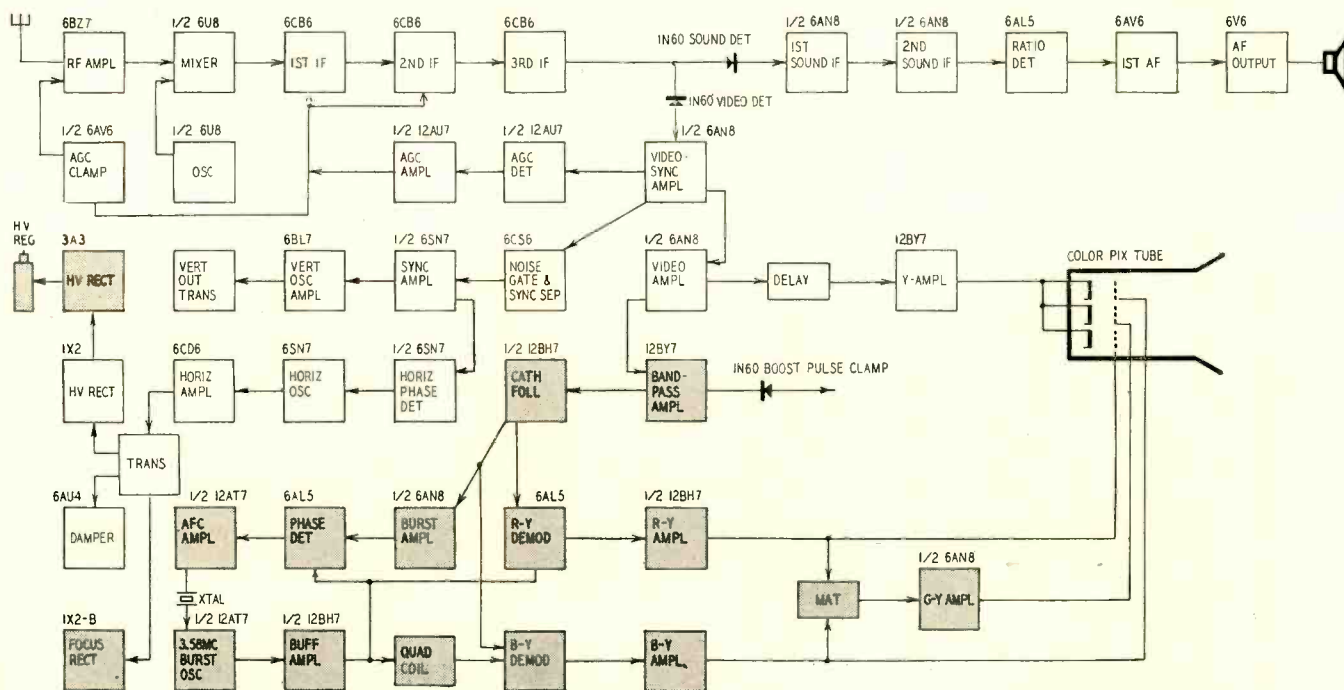 6BZ7
RF AMPL
1/2 6U8
MIXER
6CB6
1ST IF
6CB6
2ND IF
6CB6
3RD IF
1N60 SOUND DET
1N60 VIDEO DET
1/2 6AN8
1ST
SOUND IF
1/2 6AN8
2ND
SOUND IF
6AL5
RATIO
DET
6AV6
1ST AF
6V6
AF
OUTPUT
1/2 6AV6
AGC
CLAMP
1/2 6U8
OSC
1/2 12AU7
AGC
AMPL
1/2 12AU7
AGC
DET
1/2 6AN8
VIDEO-
SYNC
AMPL
HV
REG
3A3
HV RECT
VERT
OUT
TRANS
6BL7
VERT
OSC
AMPL
1/2 6SN7
SYNC
AMPL
6CS6
NOISE
GATE &
SYNC SEP
1/2 6AN8
VIDEO
AMPL
DELAY
12BY7
Y-AMPL
COLOR PIX TUBE
1X2
HV RECT
6CD6
HORIZ
AMPL
6SN7
HORIZ
OSC
1/2 6SN7
HORIZ
PHASE
DET
1/2 12BH7
CATH
FOLL
12BY7
BAND-
PASS
AMPL
1N60 BOOST PULSE CLAMP
TRANS
6AU4
DAMPER
1/2 12AT7
AFC
AMPL
6AL5
PHASE
DET
1/2 6AN8
BURST
AMPL
6AL5
R-Y
DEMOD
1/2 12BH7
R-Y
AMPL
MAT
1/2 6AN8
G-Y AMPL
XTAL
1X2-B
FOCUS
RECT
1/2 12AT7
3.58MC
BURST
OSC
1/2 12BH7
BUFF
AMPL
QUAD
COIL
B-Y
DEMOD
B-Y
AMPL.